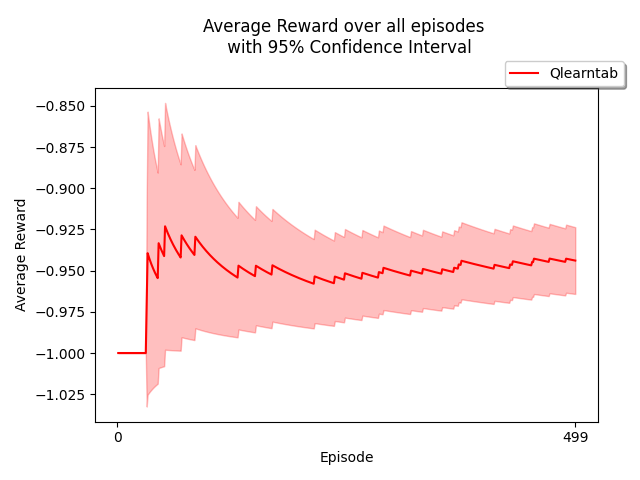 Average Reward over all episodes
with 95% Confidence Interval
Qlearntab
−0.850
−0.875
−0.900
−0.925
−0.950
−0.975
−1.000
−1.025
Average Reward
0
499
Episode